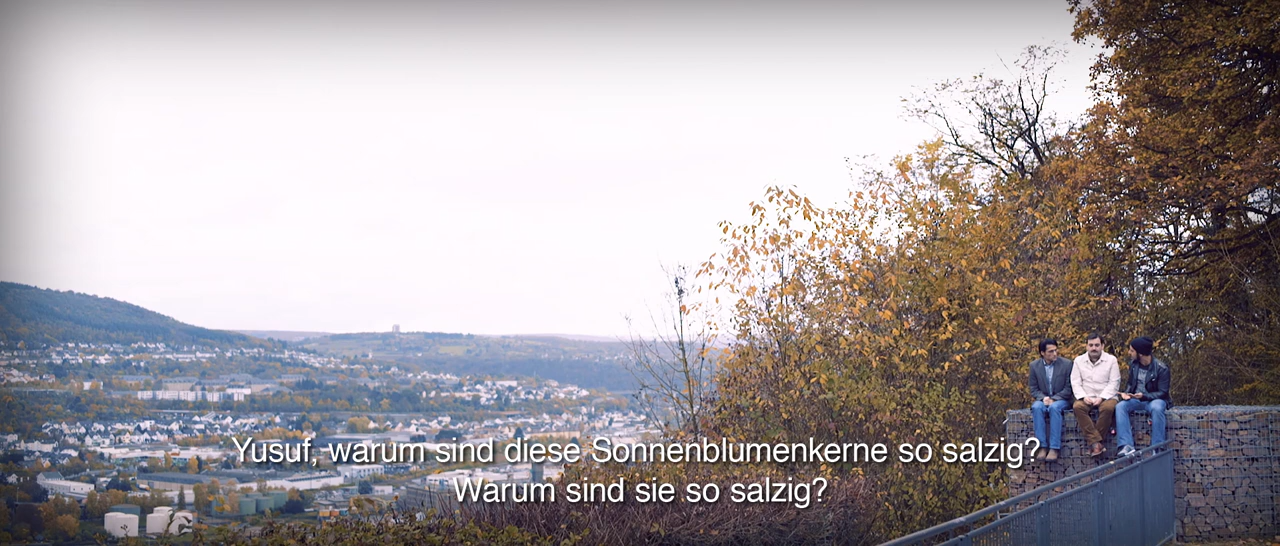 Yusuf, warum sind diese Sonnenblumenkerne so salzig?
Warum sind sie so salzig?